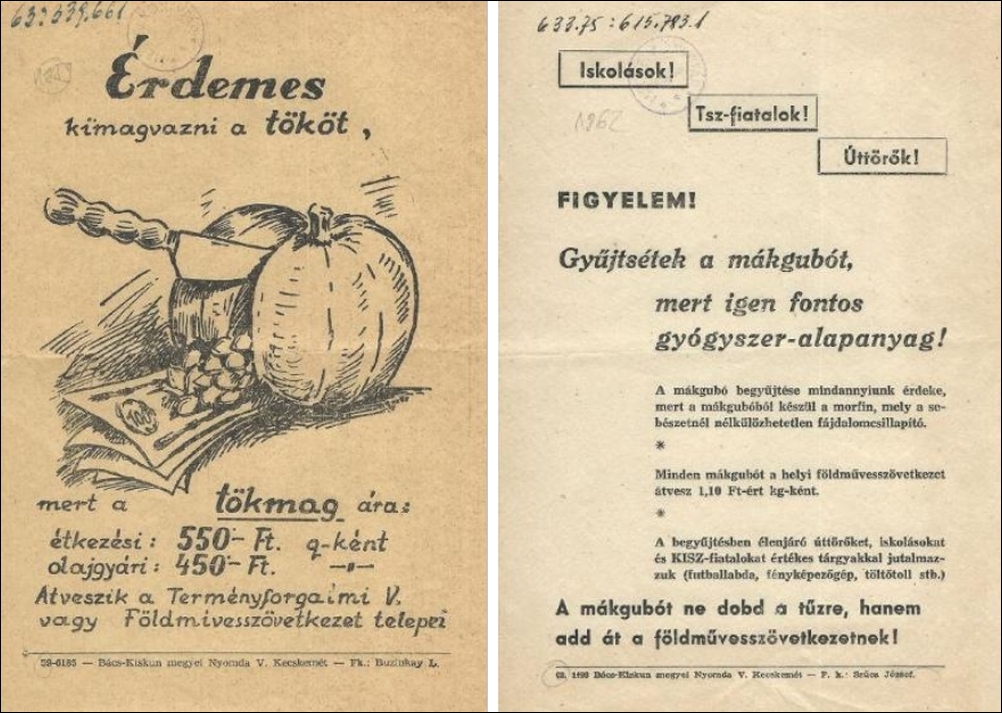 63:339.661
Érdemes
kimagvazni a tököt,
100
mert a tökmag ára:
étkezési: 550- Ft. q-ként
olajgyári: 450- Ft. —〃—
Átveszik a Terményforgalmi V.
vagy Földmivesszövetkezet telepei
59-6185 — Bács-Kiskun megyei Nyomda V. Kecskemét — Fk.: Buzinkay L.
633.75:615.783.1
Iskolások!
1962
Tsz-fiatalok!
Úttörők!
FIGYELEM!
Gyűjtsétek a mákgubót,
mert igen fontos
gyógyszer-alapanyag!
A mákgubó begyűjtése mindannyiunk érdeke,
mert a mákgubóból készül a morfin, mely a se-
bészetnél nélkülözhetetlen fájdalomcsillapító.
*
Minden mákgubót a helyi földművesszövetkezet
átvesz 1,10 Ft-ért kg-ként.
*
A begyűjtésben élenjáró úttörőket, iskolásokat
és KISZ-fiatalokat értékes tárgyakkal jutalmaz-
zuk (futballabda, fényképezőgép, töltőtoll stb.)
A mákgubót ne dobd a tűzre, hanem
add át a földművesszövetkezetnek!
Bács-Kiskun megyei Nyomda V. Kecskemét — F. k.: Szűcs József.